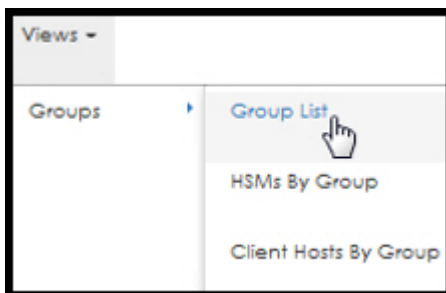 Views
Groups
Group List
HSMs By Group
Client Hosts By Group